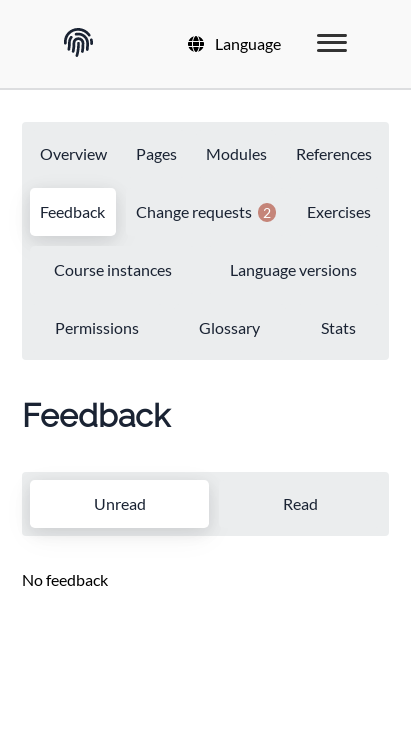 Language
Overview Pages Modules References
Feedback Change requests 2 Exercises
Course instances Language versions
Permissions Glossary Stats
Feedback
Unread Read
No feedback